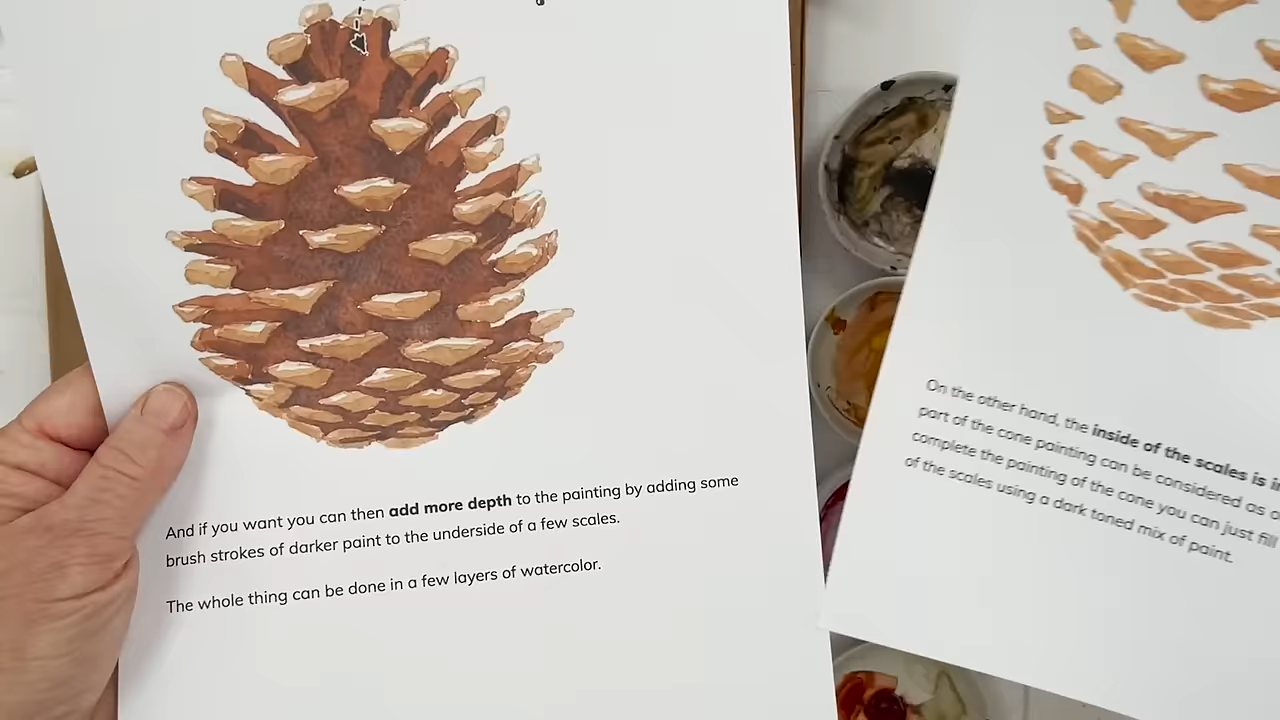 And if you want you can then add more depth to the painting by adding some
brush strokes of darker paint to the underside of a few scales.
The whole thing can be done in a few layers of watercolor.
On the other hand, the inside of the scales is
part of the cone painting can be considered as
complete the painting of the cone you can just fill
of the scales using a dark toned mix of paint.